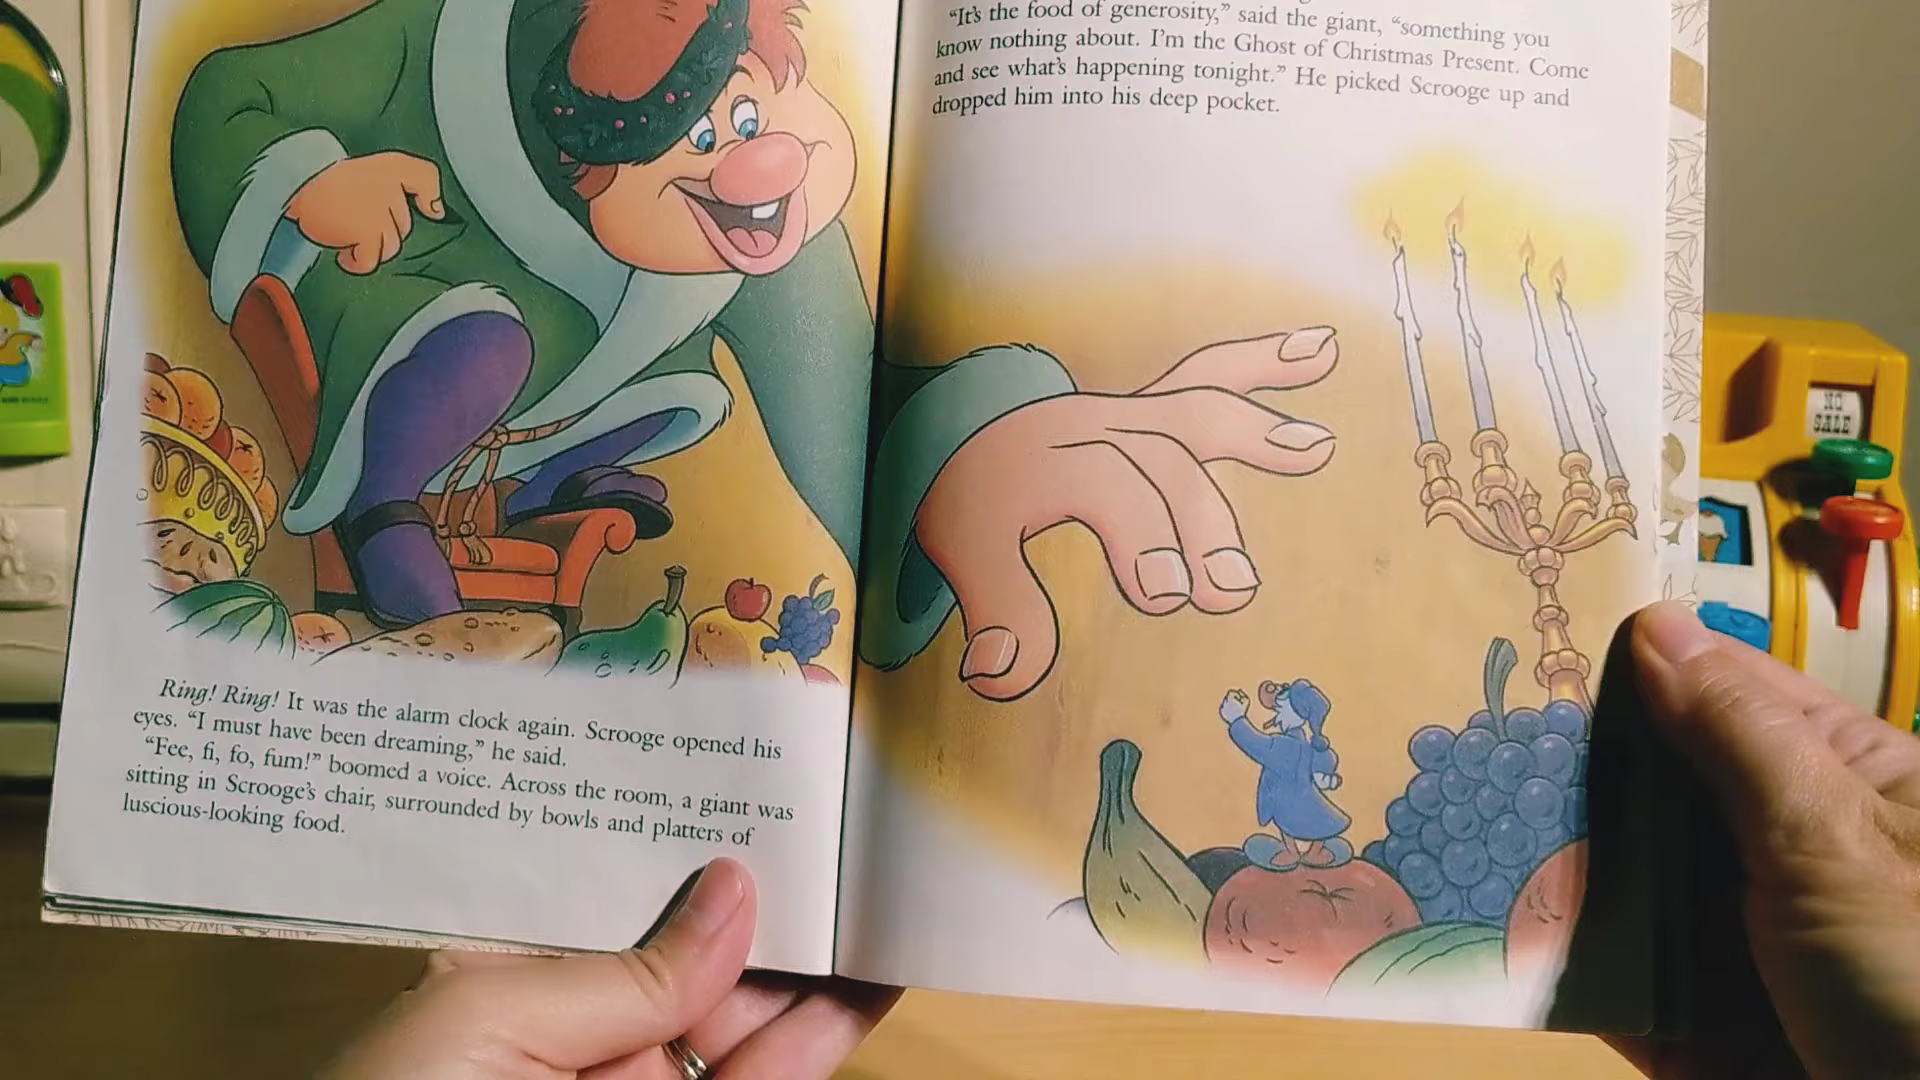 Ring! Ring! It was the alarm clock again. Scrooge opened his
eyes. “I must have been dreaming,” he said.
“Fee, fi, fo, fum!” boomed a voice. Across the room, a giant was
sitting in Scrooge’s chair, surrounded by bowls and platters of
luscious-looking food.
“It’s the food of generosity,” said the giant, “something you
know nothing about. I’m the Ghost of Christmas Present. Come
and see what’s happening tonight.” He picked Scrooge up and
dropped him into his deep pocket.
NO
SALE